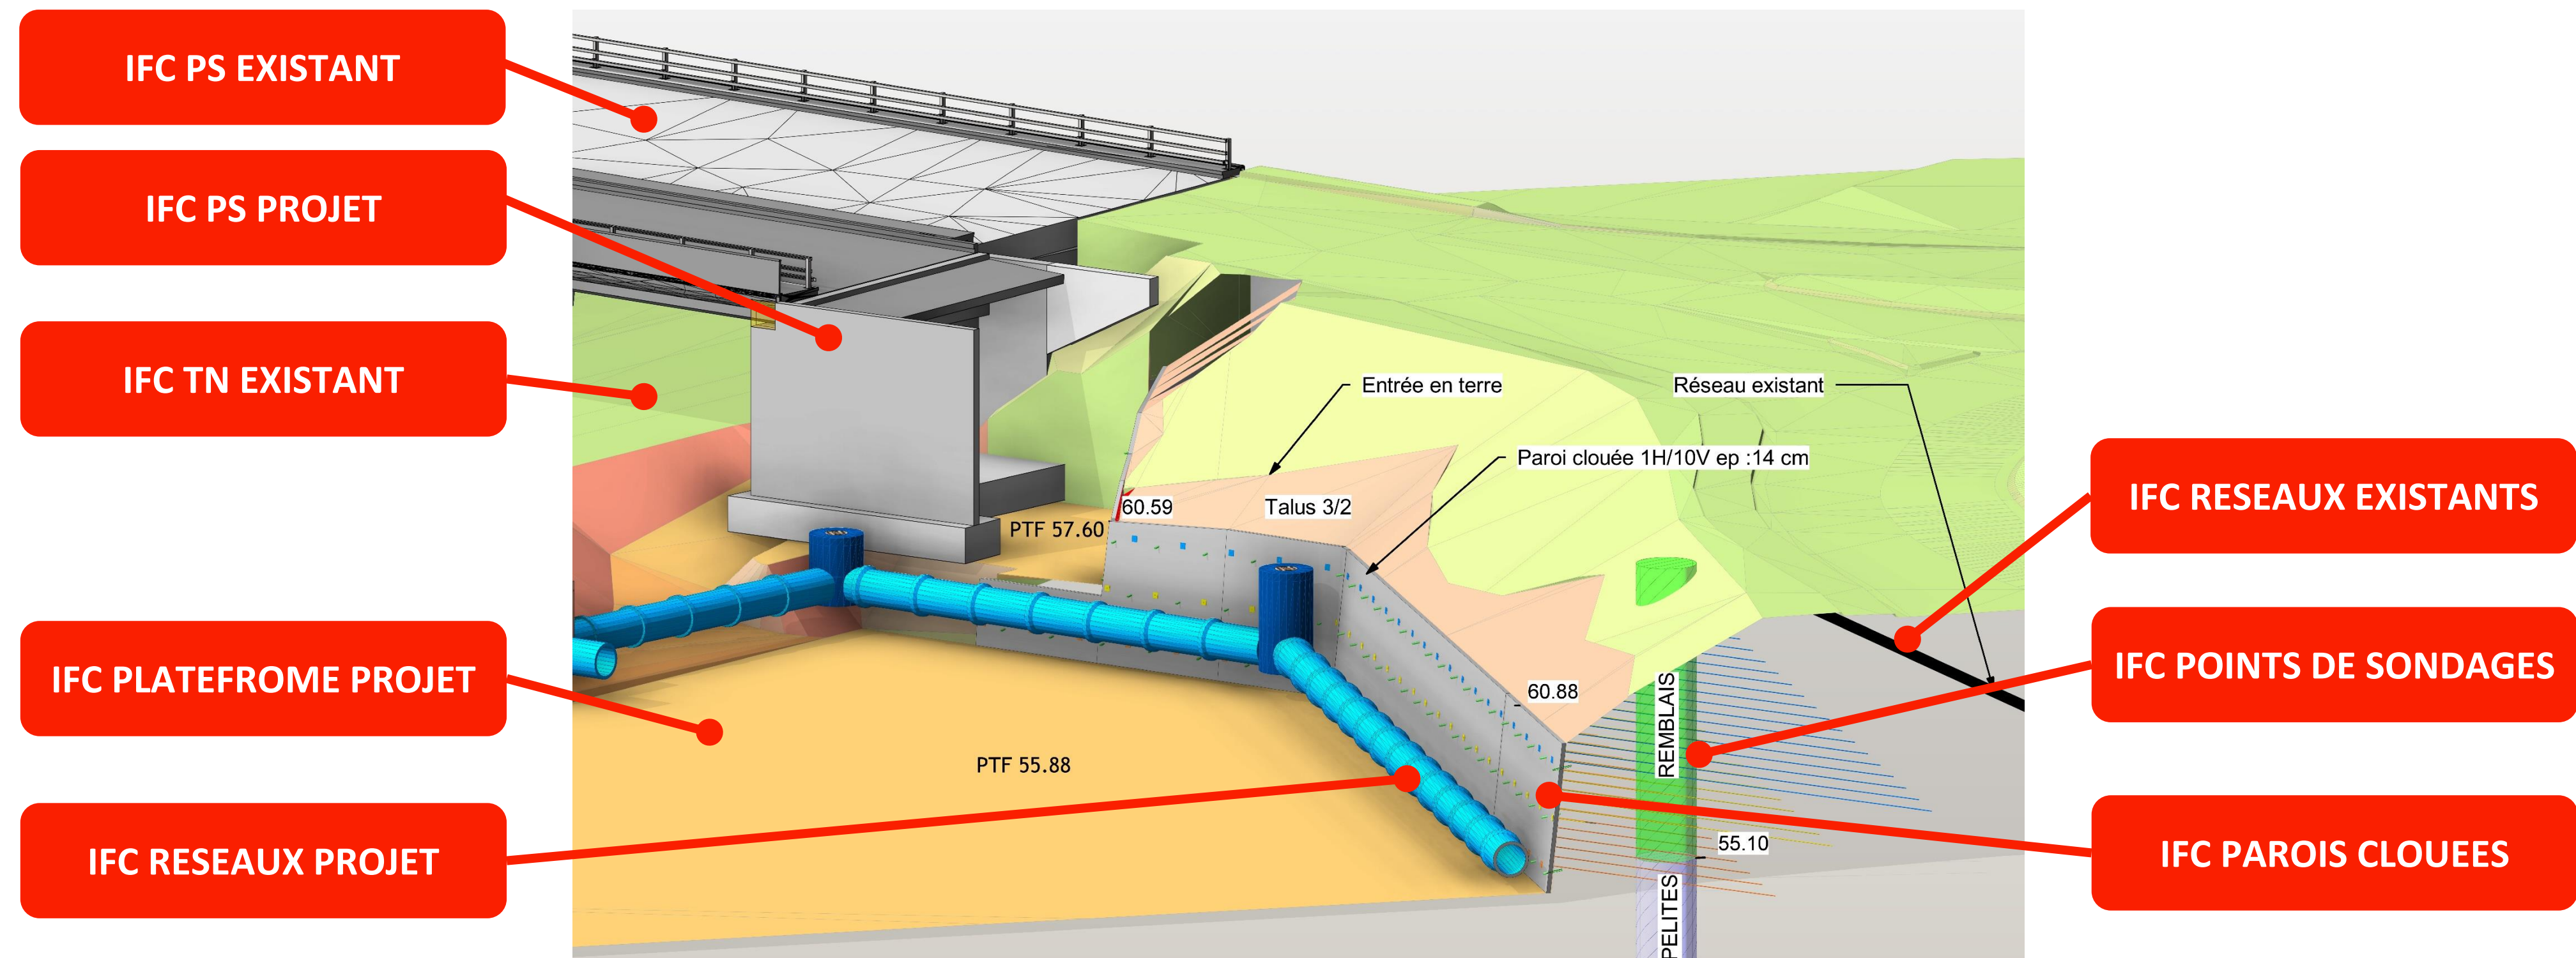 IFC PS EXISTANT
IFC PS PROJET
IFC TN EXISTANT
IFC PLATEFROME PROJET
IFC RESEAUX PROJET
Entrée en terre
Réseau existant
Paroi clouée 1H/10V ep :14 cm
60.59
Talus 3/2
PTF 57.60
60.88
REMBLAIS
PTF 55.88
55.10
PELITES
IFC RESEAUX EXISTANTS
IFC POINTS DE SONDAGES
IFC PAROIS CLOUEES